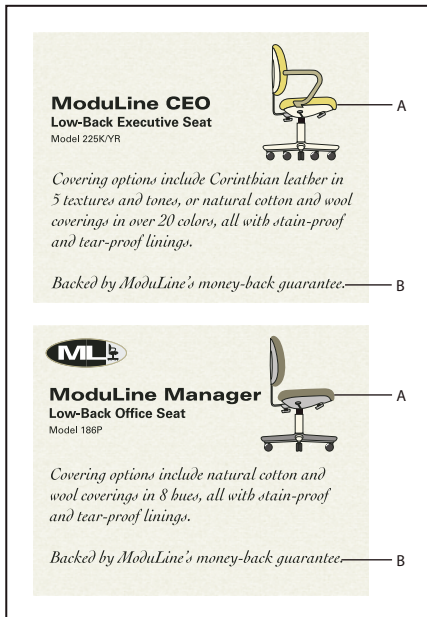 ModuLine CEO
Low-Back Executive Seat
Model 225K/YR
A
Covering options include Corinthian leather in
5 textures and tones, or natural cotton and wool
coverings in over 20 colors, all with stain-proof
and tear-proof linings.
Backed by ModuLine's money-back guarantee.
B
ML
ModuLine Manager
Low-Back Office Seat
Model 186P
A
Covering options include natural cotton and
wool coverings in 8 hues, all with stain-proof
and tear-proof linings.
Backed by ModuLine's money-back guarantee.
B